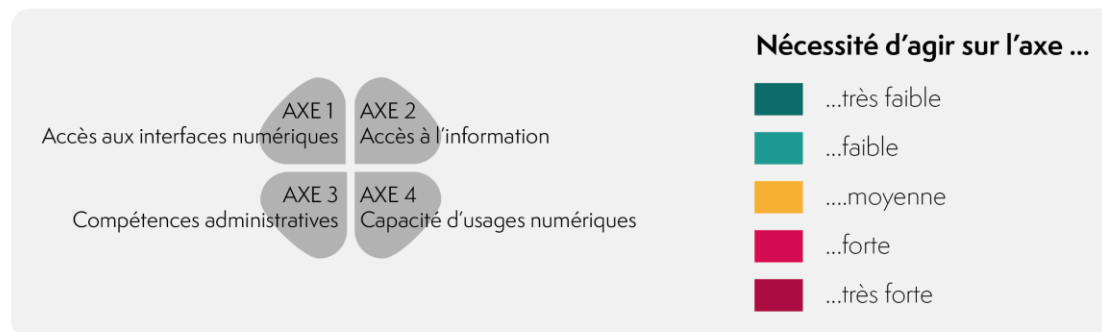 Nécessité d'agir sur l'axe ...
AXE 1
Accès aux interfaces numériques
AXE 2
Accès à l'information
AXE 3
Compétences administratives
AXE 4
Capacité d'usages numériques
...très faible
...faible
....moyenne
...forte
...très forte